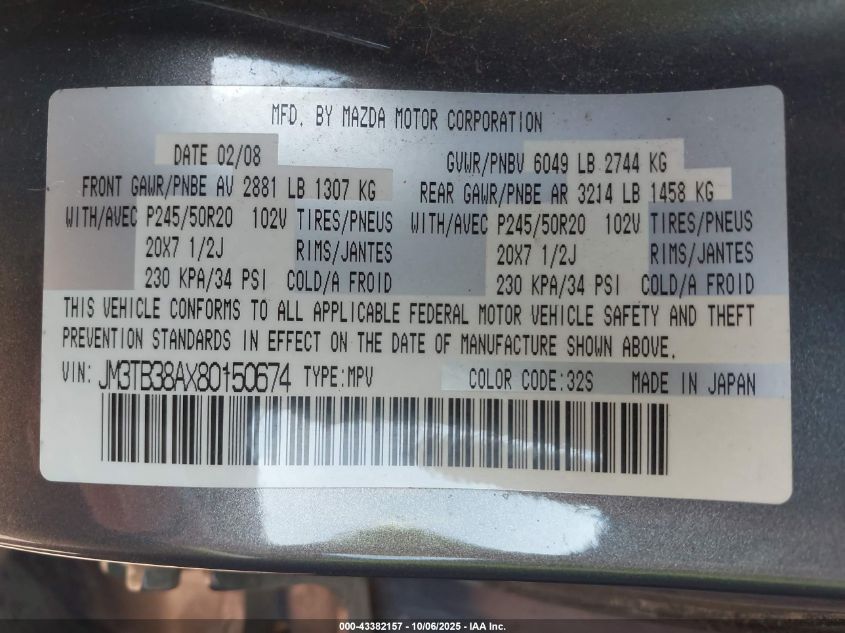 MFD. BY MAZDA MOTOR CORPORATION
DATE 02/08 GVWR/PNBV 6049 LB 2744 KG
FRONT GAWR/PNBE AV 2881 LB 1307 KG REAR GAWR/PNBE AR 3214 LB 1458 KG
WITH/AVEC P245/50R20 102V TIRES/PNEUS WITH/AVEC P245/50R20 102V TIRES/PNEUS
20X7 1/2J RIMS/JANTES 20X7 1/2J RIMS/JANTES
230 KPA/34 PSI COLD/A FROID 230 KPA/34 PSI COLD/A FROID
THIS VEHICLE CONFORMS TO ALL APPLICABLE FEDERAL MOTOR VEHICLE SAFETY AND THEFT
PREVENTION STANDARDS IN EFFECT ON THE DATE OF MANUFACTURE SHOWN ABOVE.
VIN: JM3TB38AX80150674 TYPE:MPV COLOR CODE:32S MADE IN JAPAN
000-43382157 - 10/06/2025 - IAA Inc.